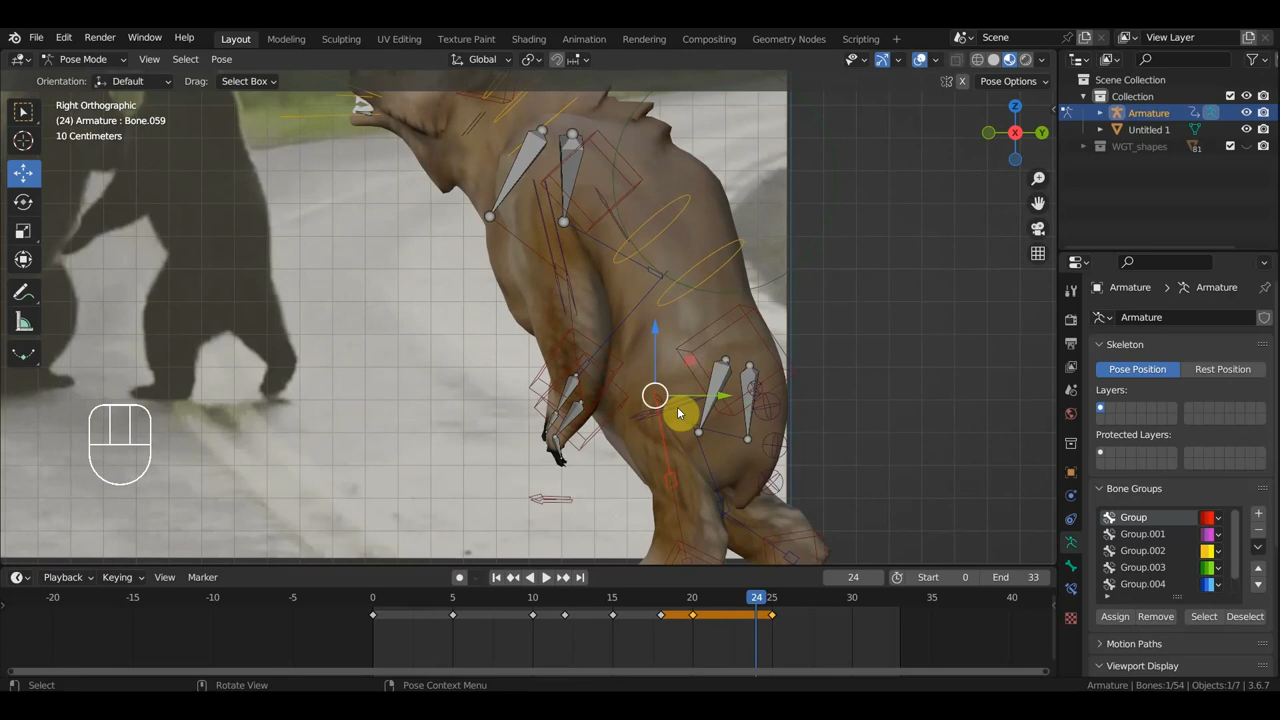 File Edit Render Window Help Layout Modeling Sculpting UV Editing Texture Paint Shading Animation Rendering Compositing Geometry Nodes Scripting + Scene View Layer
Pose Mode View Select Pose Global
Orientation: Default Drag: Select Box X Pose Options
Right Orthographic
(24) Armature : Bone.059
10 Centimeters
Z
Y
X
Scene Collection
Collection
Armature
Untitled 1
WGT_shapes 81
Armature > Armature
Armature
Skeleton
Pose Position Rest Position
Layers:
Protected Layers:
Bone Groups
Group
Group.001
Group.002
Group.003
Group.004
Assign Remove Select Deselect
Motion Paths
Viewport Display
Playback Keying View Marker 24 Start 0 End 33
-20 -15 -10 -5 0 5 10 15 20 24 25 30 35 40
Select Rotate View Pose Context Menu Armature | Bones:1/54 | Objects:1/7 | 3.6.7